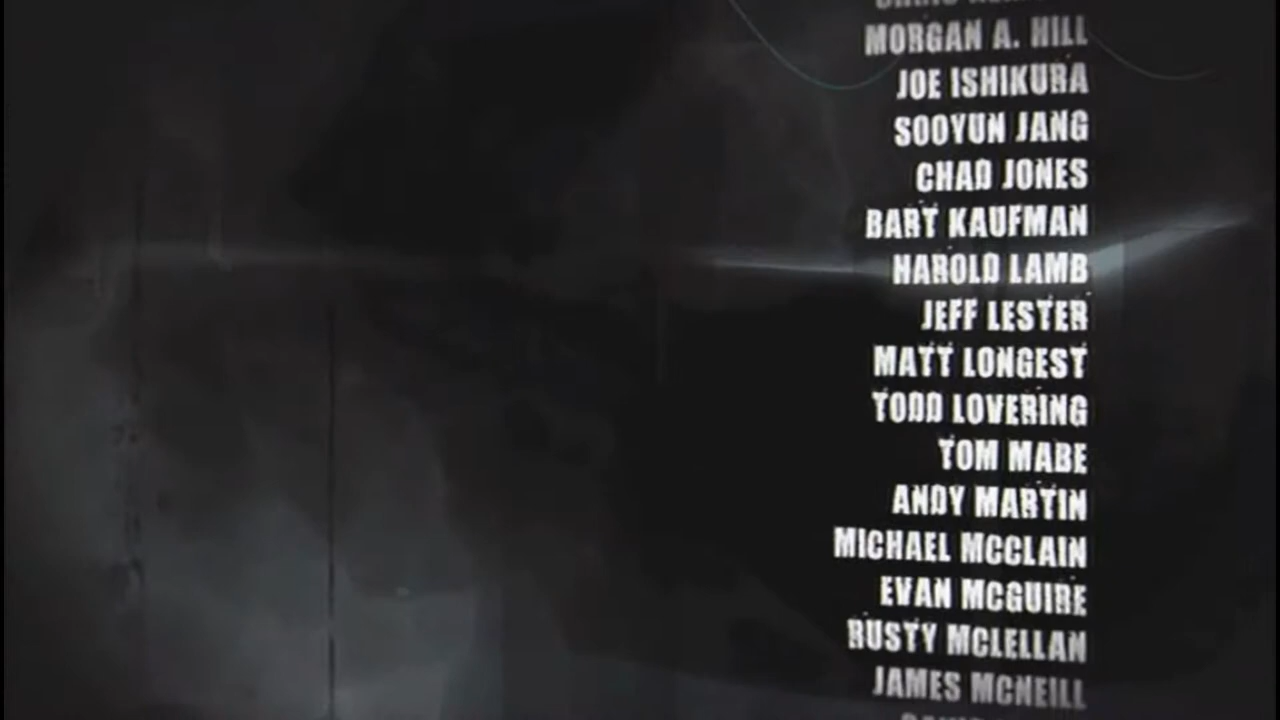 MORGAN A. HILL
JOE ISHIKURA
SOOYUN JANG
CHAD JONES
BART KAUFMAN
HAROLD LAMB
JEFF LESTER
MATT LONGEST
TODD LOVERING
TOM MABE
ANDY MARTIN
MICHAEL MCCLAIN
EVAN MCGUIRE
RUSTY MCLELLAN
JAMES MCNEILL